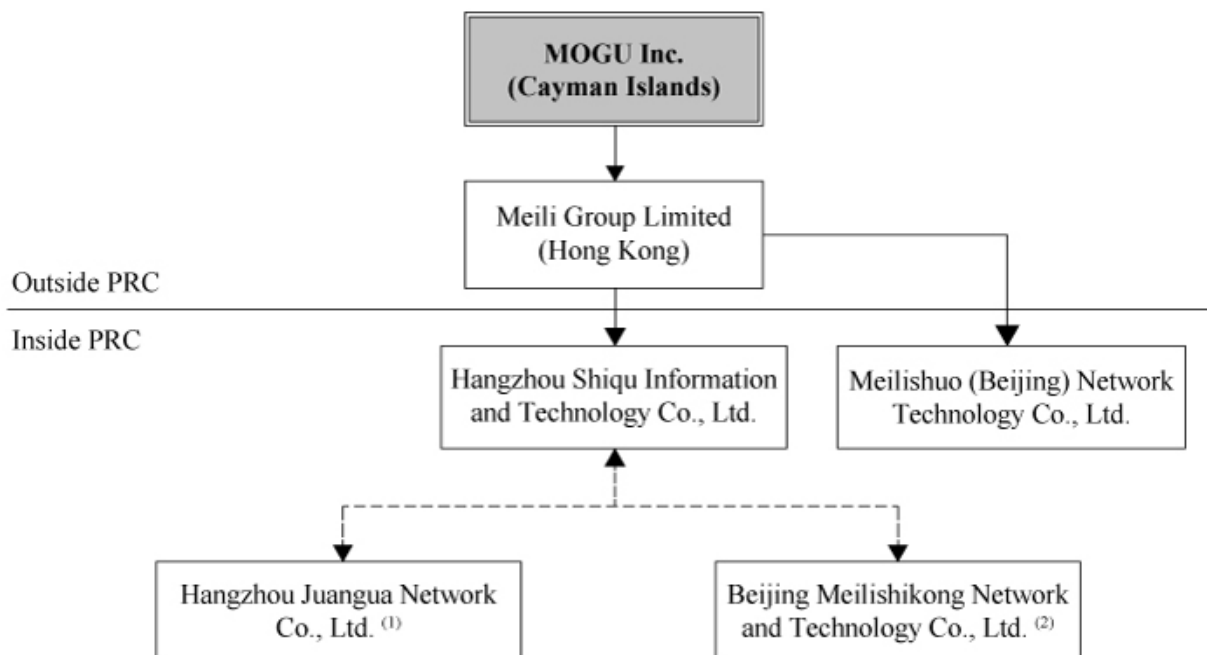 MOGU Inc.
(Cayman Islands)
Meili Group Limited
(Hong Kong)
Outside PRC
Inside PRC
Hangzhou Shiqu Information
and Technology Co., Ltd.
Meilishuo (Beijing) Network
Technology Co., Ltd.
Hangzhou Juangua Network
Co., Ltd. (1)
Beijing Meilishikong Network
and Technology Co., Ltd. (2)